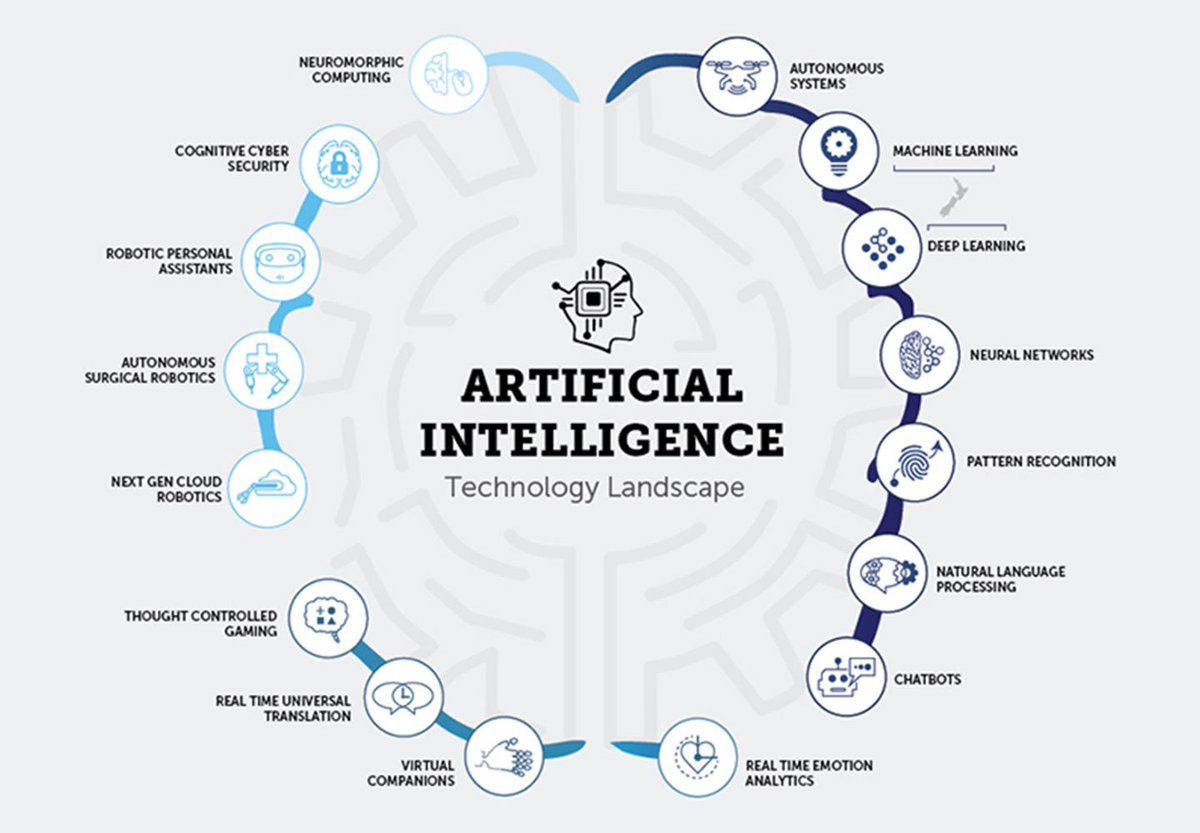 NEUROMORPHIC
COMPUTING
COGNITIVE CYBER
SECURITY
ROBOTIC PERSONAL
ASSISTANTS
AUTONOMOUS
SURGICAL ROBOTICS
NEXT GEN CLOUD
ROBOTICS
THOUGHT CONTROLLED
GAMING
REAL TIME UNIVERSAL
TRANSLATION
VIRTUAL
COMPANIONS
ARTIFICIAL
INTELLIGENCE
Technology Landscape
AUTONOMOUS
SYSTEMS
MACHINE LEARNING
DEEP LEARNING
NEURAL NETWORKS
PATTERN RECOGNITION
NATURAL LANGUAGE
PROCESSING
CHATBOTS
REAL TIME EMOTION
ANALYTICS